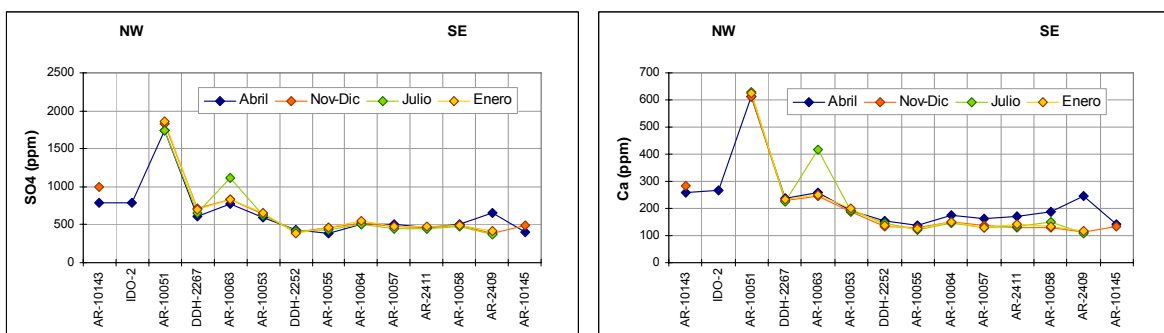 NW SE
2500
2000
1500
1000
500
0
SO4 (ppm)
Abril Nov-Dic Julio Enero
AR-10143
IDO-2
AR-10051
DDH-2267
AR-10063
AR-10053
DDH-2252
AR-10055
AR-10064
AR-10057
AR-2411
AR-10058
AR-2409
AR-10145
NW SE
700
600
500
400
300
200
100
0
Ca (ppm)
Abril Nov-Dic Julio Enero
AR-10143
IDO-2
AR-10051
DDH-2267
AR-10063
AR-10053
DDH-2252
AR-10055
AR-10064
AR-10057
AR-2411
AR-10058
AR-2409
AR-10145